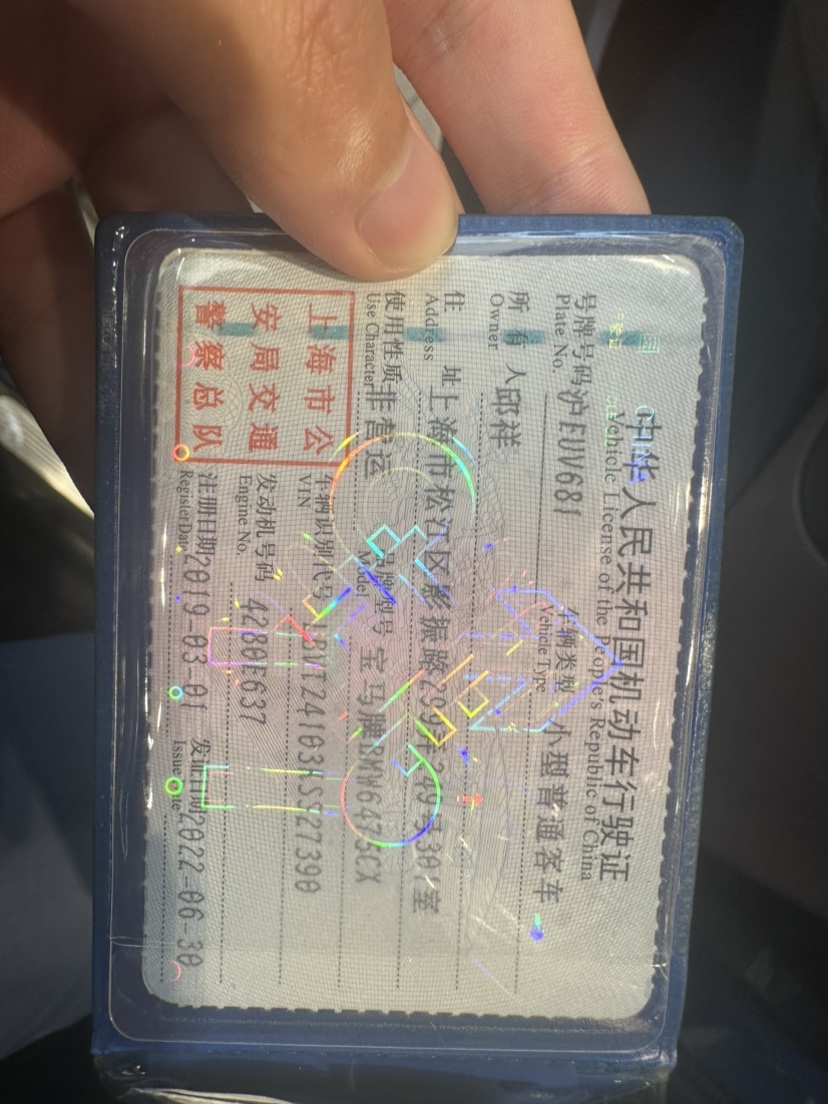 中华人民共和国机动车行驶证
Vehicle License of the People's Republic of China
号牌号码 沪EUV681 车辆类型 小型普通客车
Plate No. Vehicle Type
所有人 邱祥
Owner
住址 上海市松江区影振路
Address
使用性质 非营运 品牌型号 宝马牌
Use Character Model
上海市公
安局交通
警察总队
车辆识别代号
VIN
发动机号码
Engine No.
注册日期 2019-03-01 发证日期 2022-06-30
Register Date Issue Date